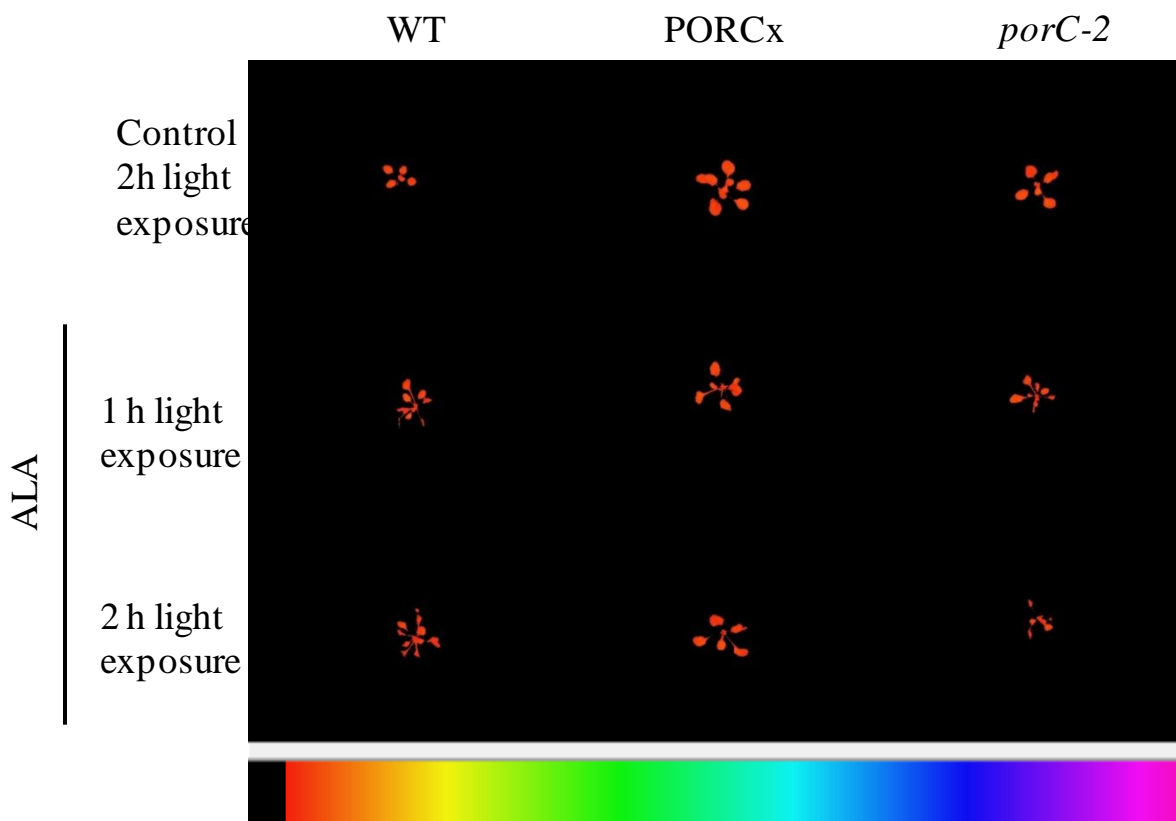 WT PORCx porC-2
Control
2h light
exposure
ALA
1 h light
exposure
2 h light
exposure